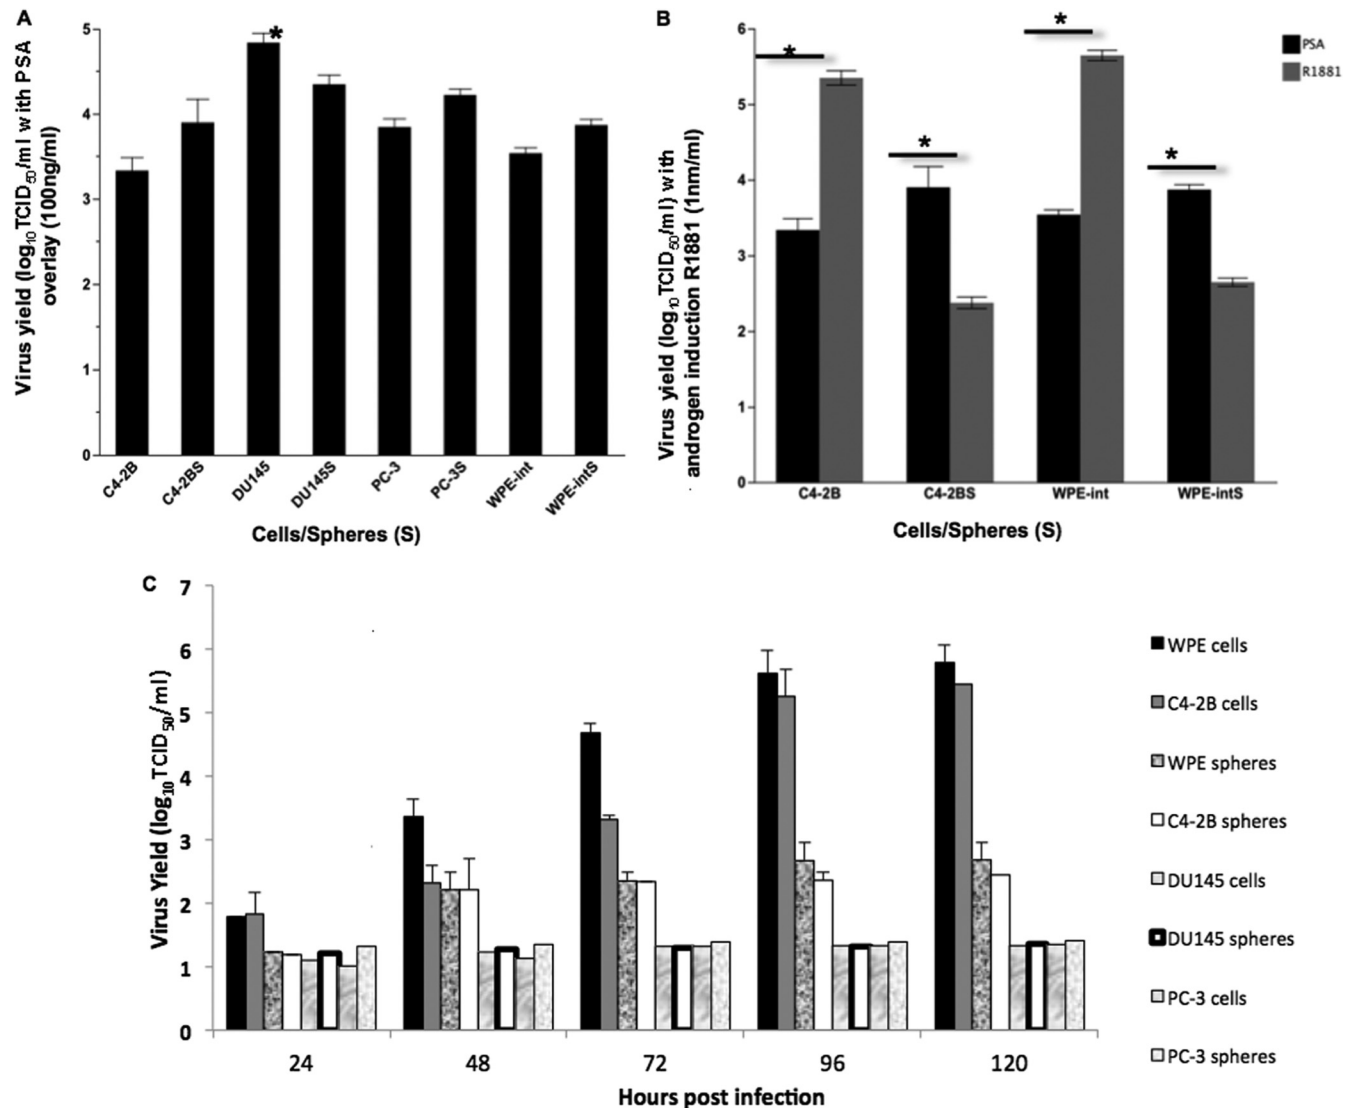 A
Virus yield (log10TCID50/ml with PSA
overlay (100ng/ml)
5
4
3
2
1
0
*
C4-2B
C4-2BS
DU145
DU145S
PC-3
PC-3S
WPE-int
WPE-intS
Cells/Spheres (S)
B
Virus yield (log10TCID50/ml) with
androgen induction R1881 (1nm/ml)
6
5
4
3
2
1
0
*
*
*
*
PSA
R1881
C4-2B
C4-2BS
WPE-int
WPE-intS
Cells/Spheres (S)
C
Virus Yield (log10TCID50/ml)
7
6
5
4
3
2
1
0
24
48
72
96
120
Hours post infection
WPE cells
C4-2B cells
WPE spheres
C4-2B spheres
DU145 cells
DU145 spheres
PC-3 cells
PC-3 spheres